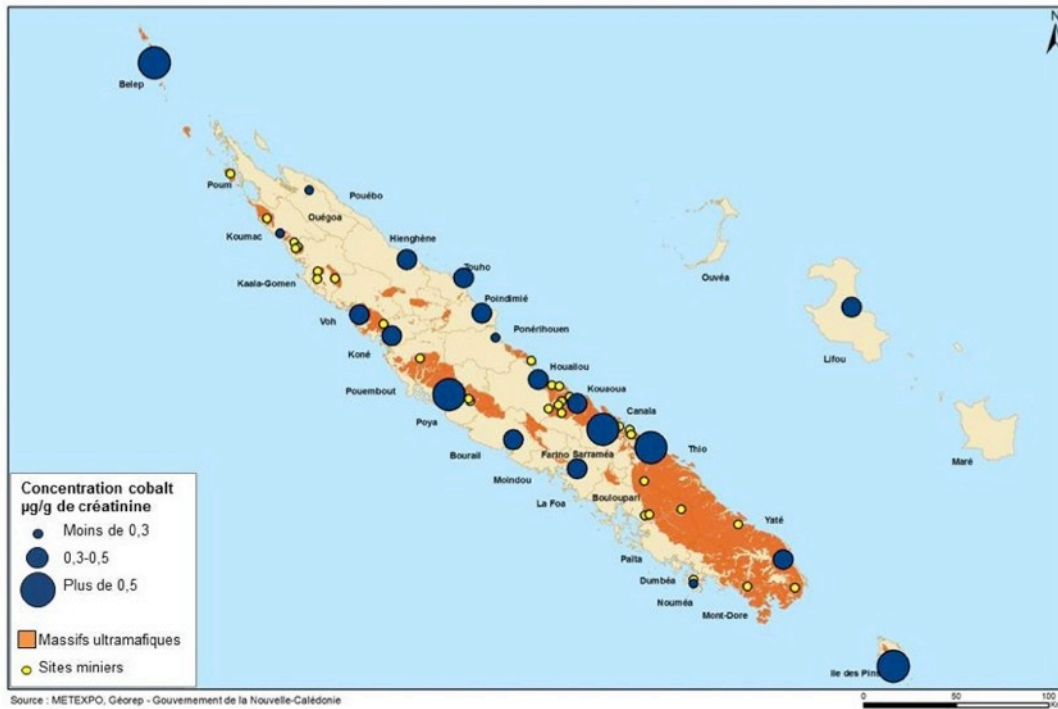 N
Belep
Poum
Pouébo
Ouégoa
Koumac
Hienghène
Touho
Kaala-Gomen
Ouvéa
Poindimié
Voh
Ponérihouen
Lifou
Koné
Houaïlou
Pouembout
Kouaoua
Poya
Canala
Bourail
Farino Sarraméa
Thio
Maré
Moindou
La Foa
Bouloupari
Yaté
Païta
Dumbéa
Nouméa
Mont-Dore
Ile des Pins
Concentration cobalt
µg/g de créatinine
Moins de 0,3
0,3-0,5
Plus de 0,5
Massifs ultramafiques
Sites miniers
Source : METEXPO, Géorep - Gouvernement de la Nouvelle-Calédonie
0 50 100